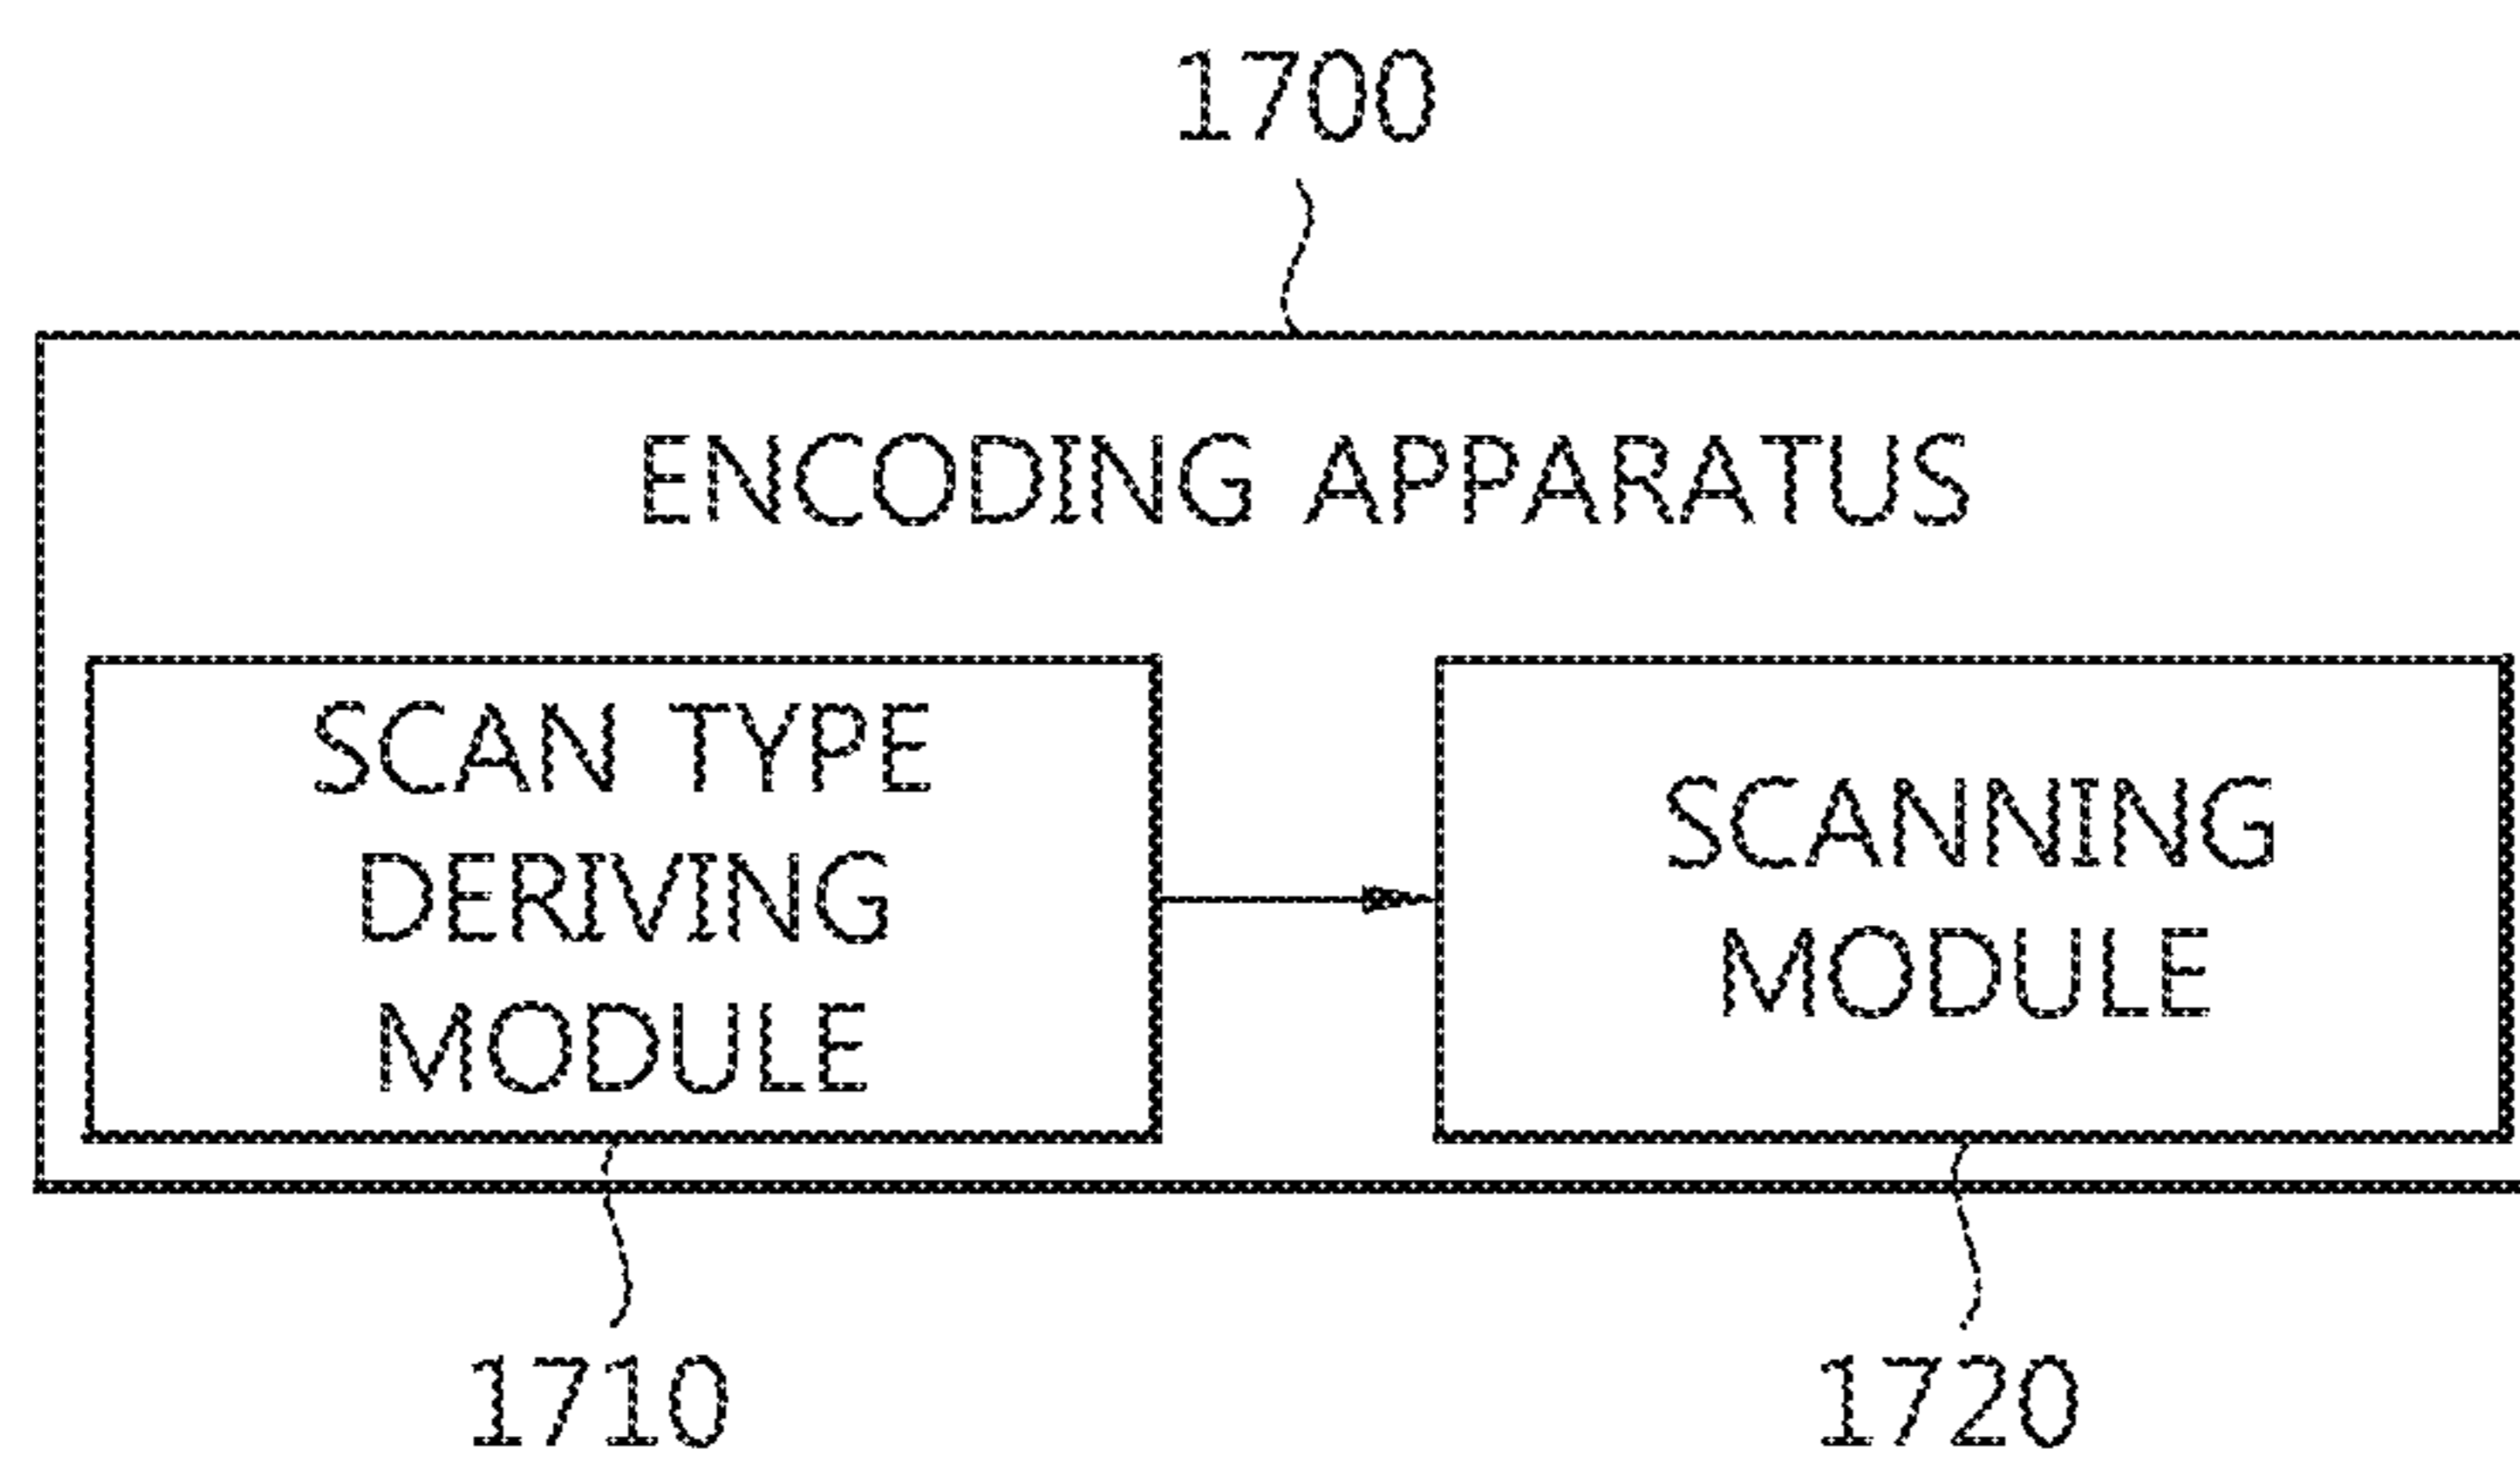 1700
ENCODING APPARATUS
SCAN TYPE
DERIVING
MODULE
SCANNING
MODULE
1710
1720